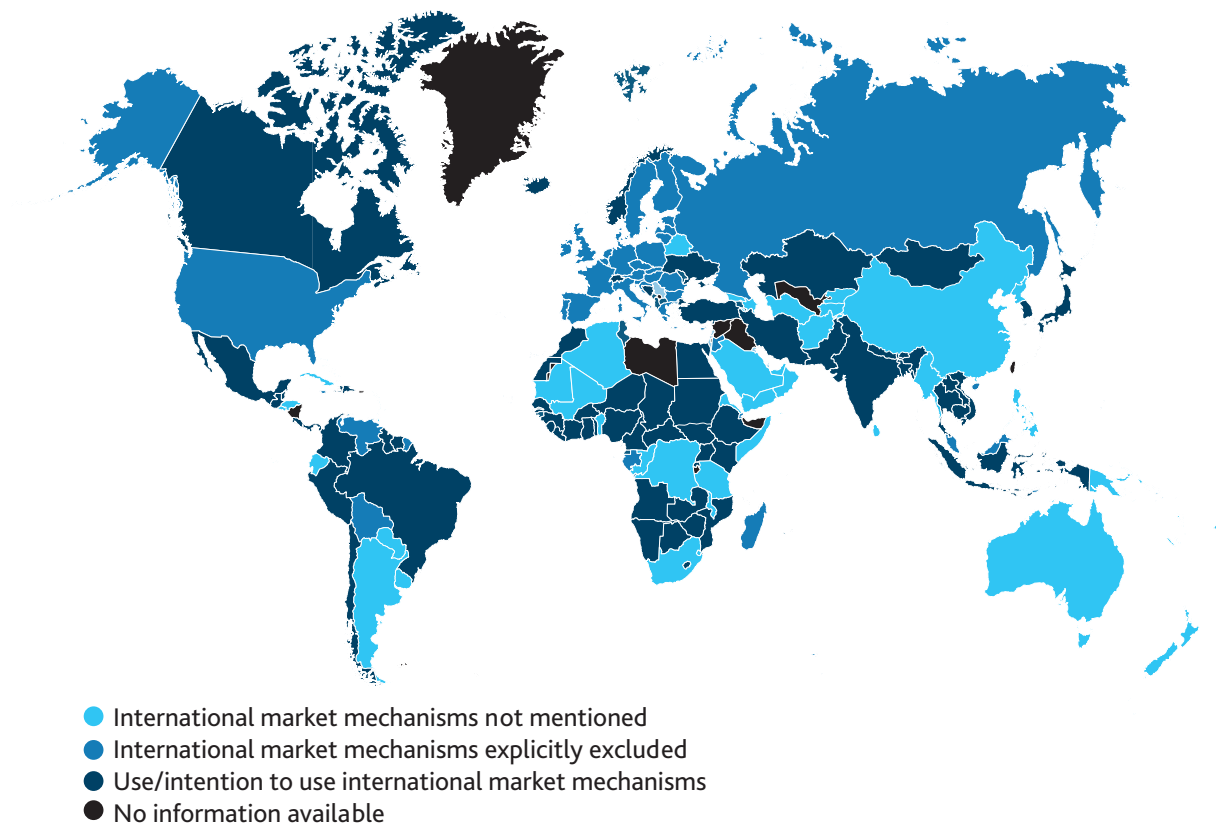 International market mechanisms not mentioned
International market mechanisms explicitly excluded
Use/intention to use international market mechanisms
No information available